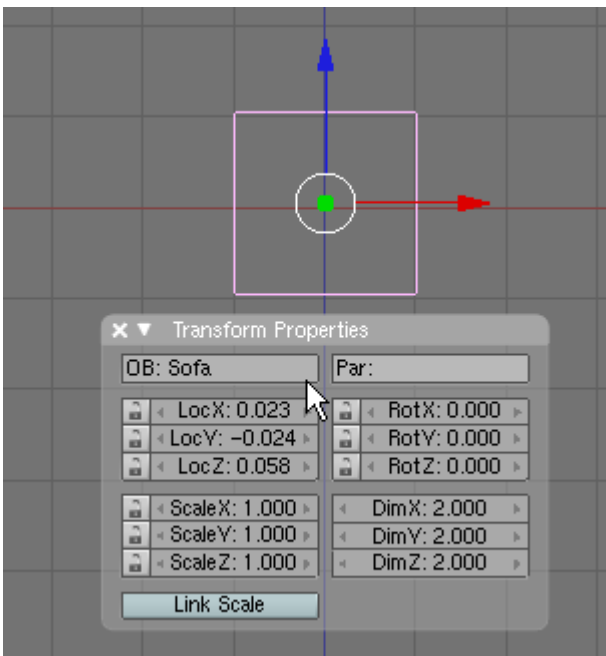 Transform Properties
OB: Sofa Par:
LocX: 0.023 RotX: 0.000
LocY: -0.024 RotY: 0.000
LocZ: 0.058 RotZ: 0.000
ScaleX: 1.000 DimX: 2.000
ScaleY: 1.000 DimY: 2.000
ScaleZ: 1.000 DimZ: 2.000
Link Scale